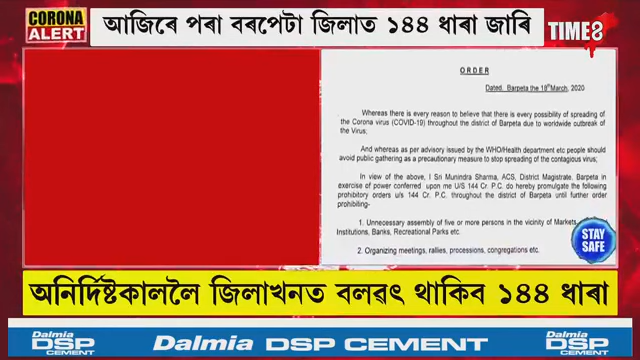 CORONA
ALERT
আজিৰে পৰা বৰপেটা জিলাত ১৪৪ ধাৰা জাৰি
TIME8
ORDER
Dated, Barpeta the 18th March, 2020
Whereas there is every reason to believe that there is every possibility of spreading of
the Corona virus (COVID-19) throughout the district of Barpeta due to worldwide outbreak of
the Virus;
And whereas as per advisory issued by the WHO/Health department etc people should
avoid public gathering as a precautionary measure to stop spreading of the contagious virus;
In view of the above, I Sri Munindra Sharma, ACS, District Magistrate, Barpeta in
exercise of power conferred upon me U/S 144 Cr. P.C. do hereby promulgate the following
prohibitory orders u/s 144 Cr. P.C. throughout the district of Barpeta until further order
prohibiting-
1. Unnecessary assembly of five or more persons in the vicinity of Markets,
Institutions, Banks, Recreational Parks etc.
2. Organizing meetings, rallies, processions, congregations etc.
STAY
SAFE
অনিৰ্দিষ্টকাললৈ জিলাখনত বলৱৎ থাকিব ১৪৪ ধাৰা
Dalmia
DSP
CEMENT
Dalmia DSP CEMENT
Dalmia
DSP
CEMENT